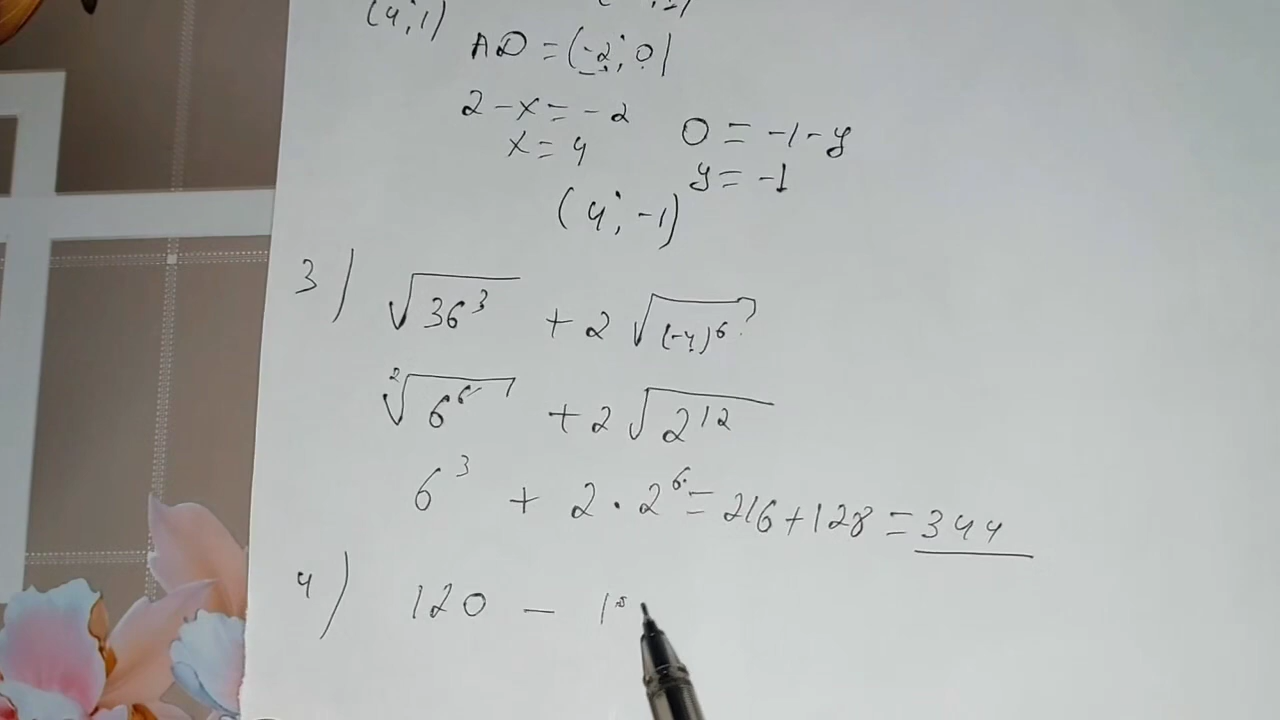 (4;1)
AD = (-2;0)
2 - x = -2
x = 4
0 = -1 - y
y = -1
(4;-1)
3) √36³ + 2√(-4)⁶
²√6⁶ + 2√2¹²
6³ + 2 · 2⁶ = 216 + 128 = 344
4) 120 -